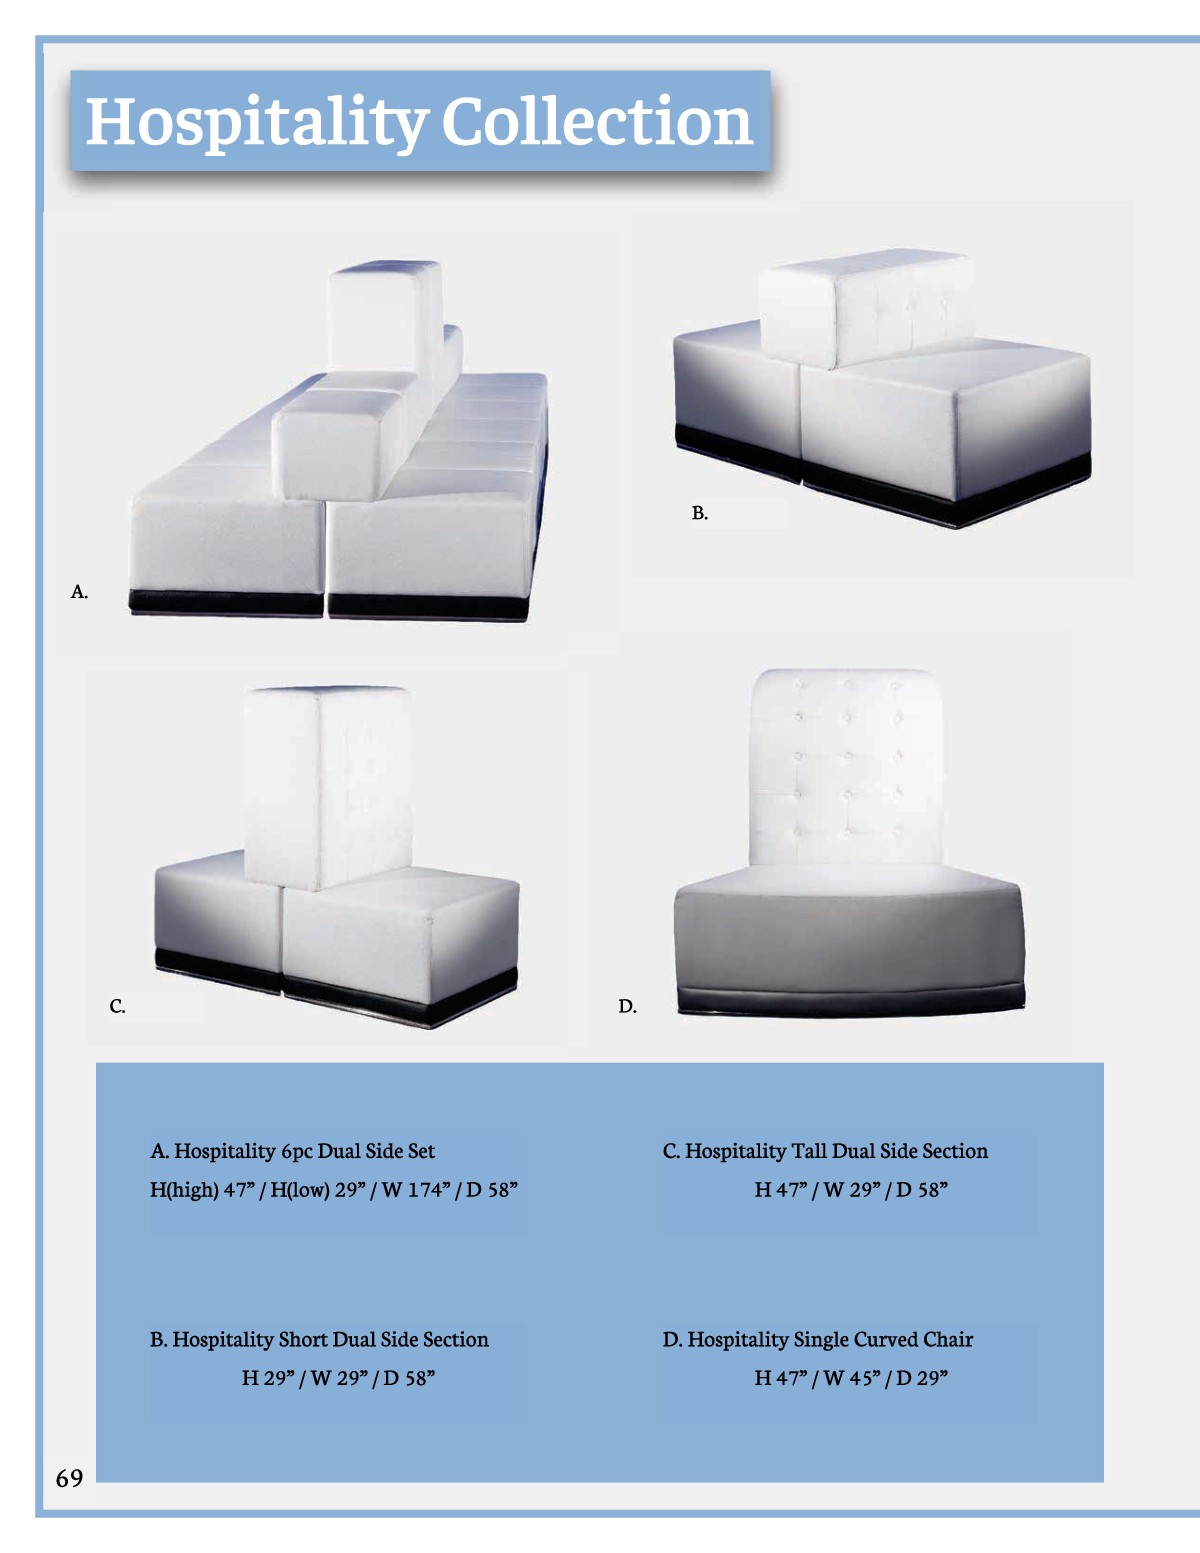 Hospitality Collection
A.
B.
C.
D.
A. Hospitality 6pc Dual Side Set
H(high) 47” / H(low) 29” / W 174” / D 58”
C. Hospitality Tall Dual Side Section
H 47” / W 29” / D 58”
B. Hospitality Short Dual Side Section
H 29” / W 29” / D 58”
D. Hospitality Single Curved Chair
H 47” / W 45” / D 29”
69